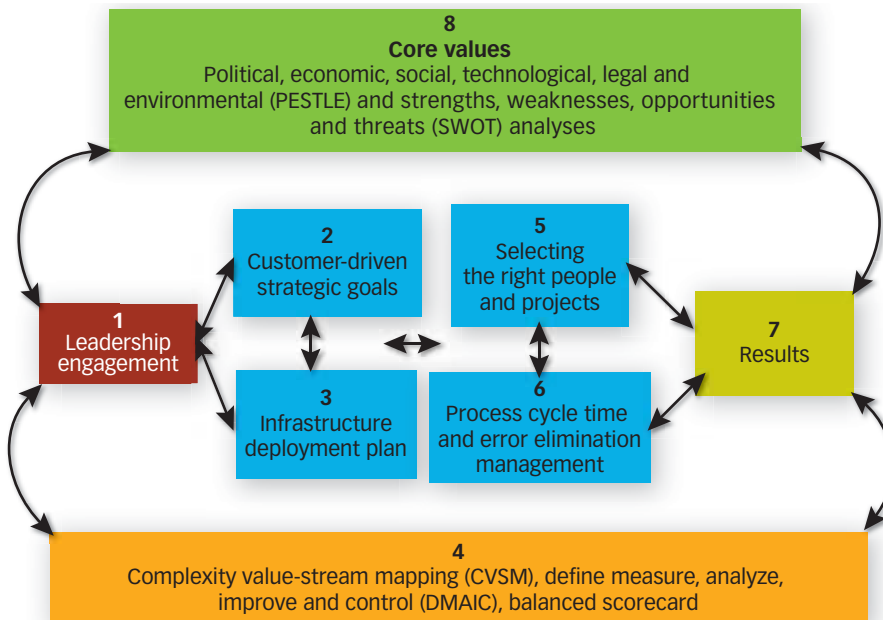 8
Core values
Political, economic, social, technological, legal and
environmental (PESTLE) and strengths, weaknesses, opportunities
and threats (SWOT) analyses
1
Leadership
engagement
2
Customer-driven
strategic goals
3
Infrastructure
deployment plan
5
Selecting
the right people
and projects
6
Process cycle time
and error elimination
management
7
Results
4
Complexity value-stream mapping (CVSM), define measure, analyze,
improve and control (DMAIC), balanced scorecard